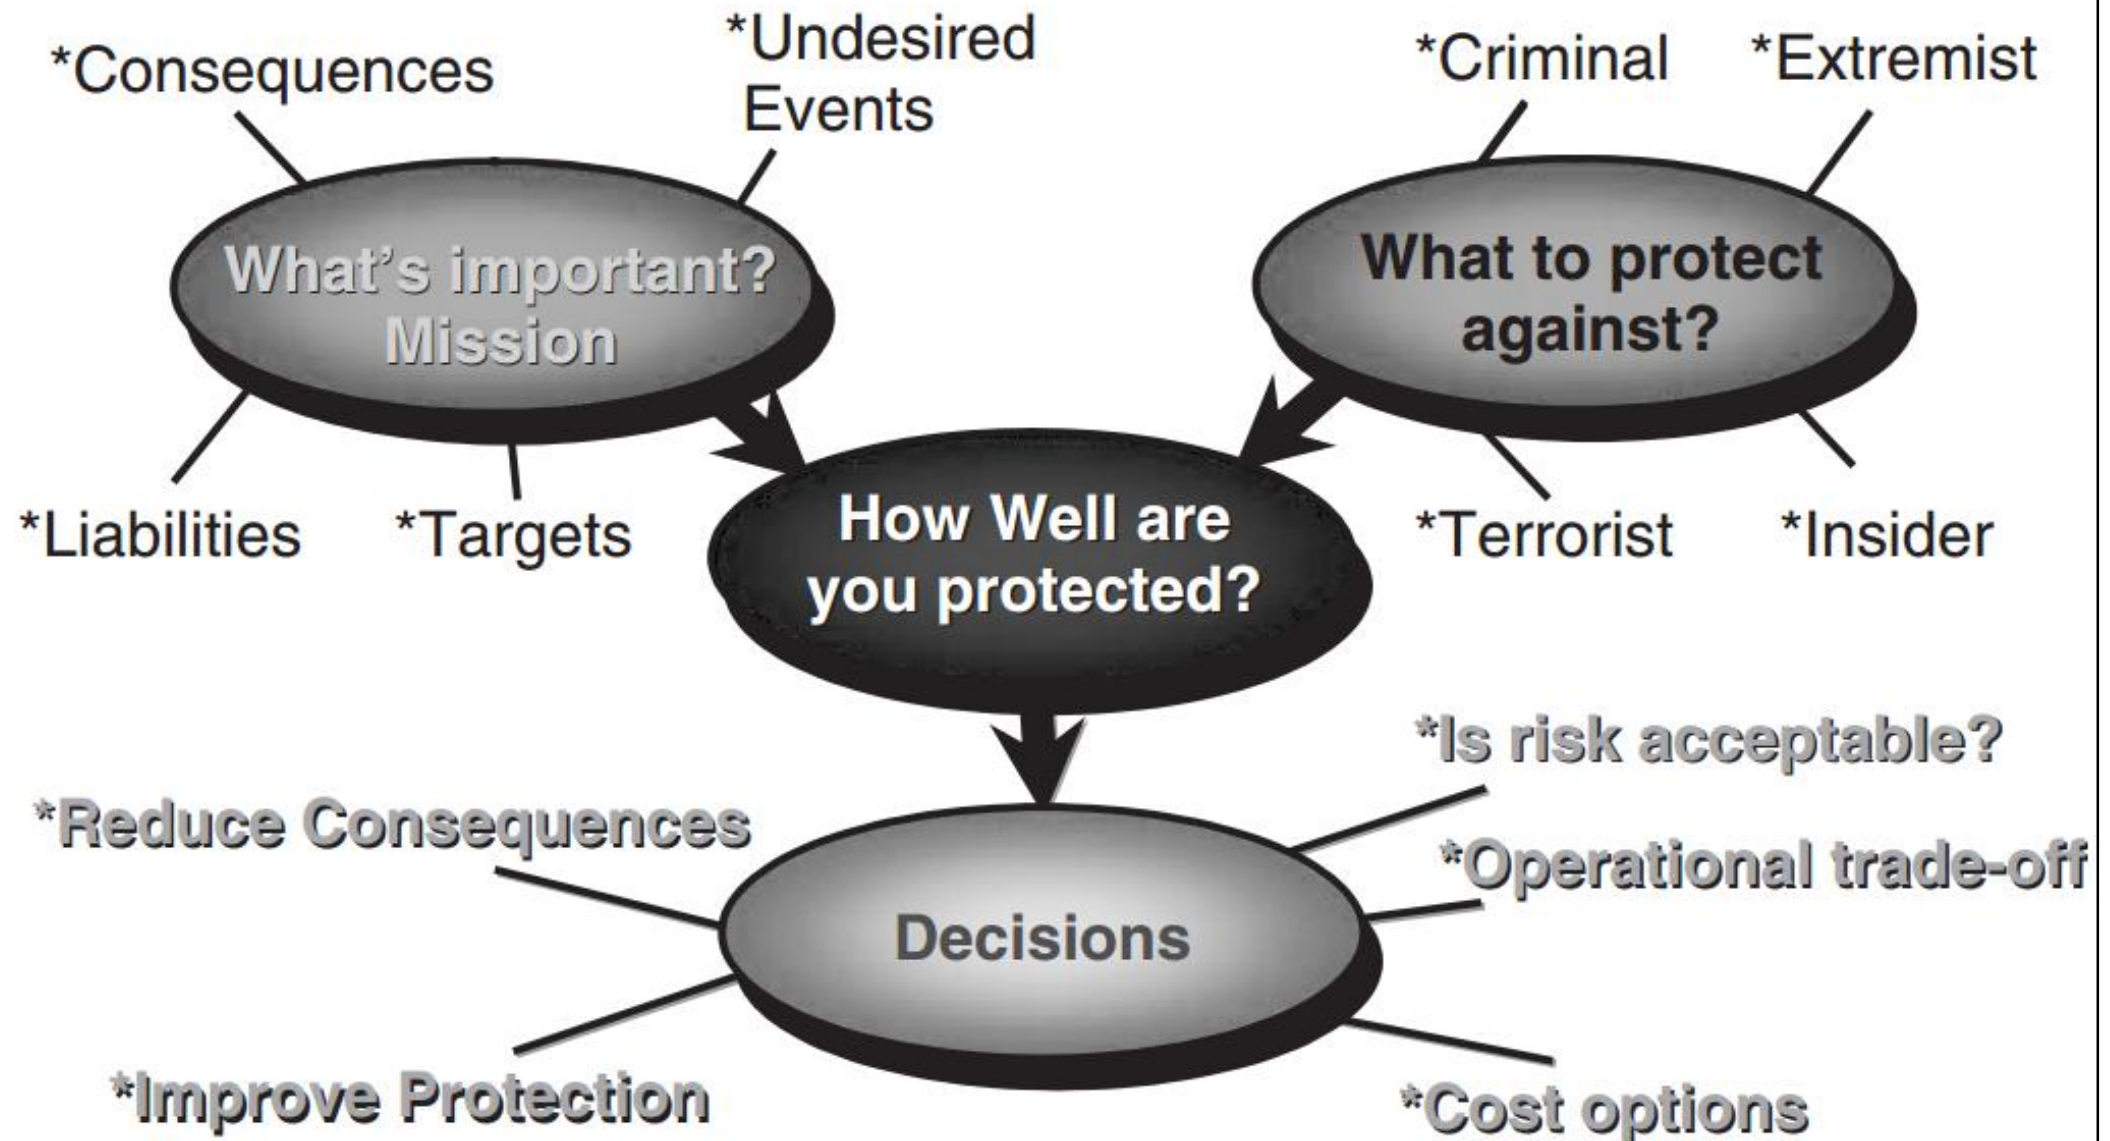 *Consequences
*Undesired
Events
*Criminal
*Extremist
What's important?
Mission
What to protect
against?
*Liabilities
*Targets
How Well are
you protected?
*Terrorist
*Insider
*Is risk acceptable?
*Reduce Consequences
*Operational trade-off
Decisions
*Improve Protection
*Cost options